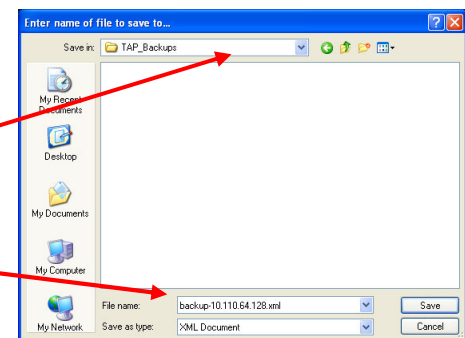 Enter name of file to save to...
Save in:
TAP_Backups
My Recent
Documents
Desktop
My Documents
My Computer
My Network
File name:
backup-10.110.64.128.xml
Save
Save as type:
XML Document
Cancel